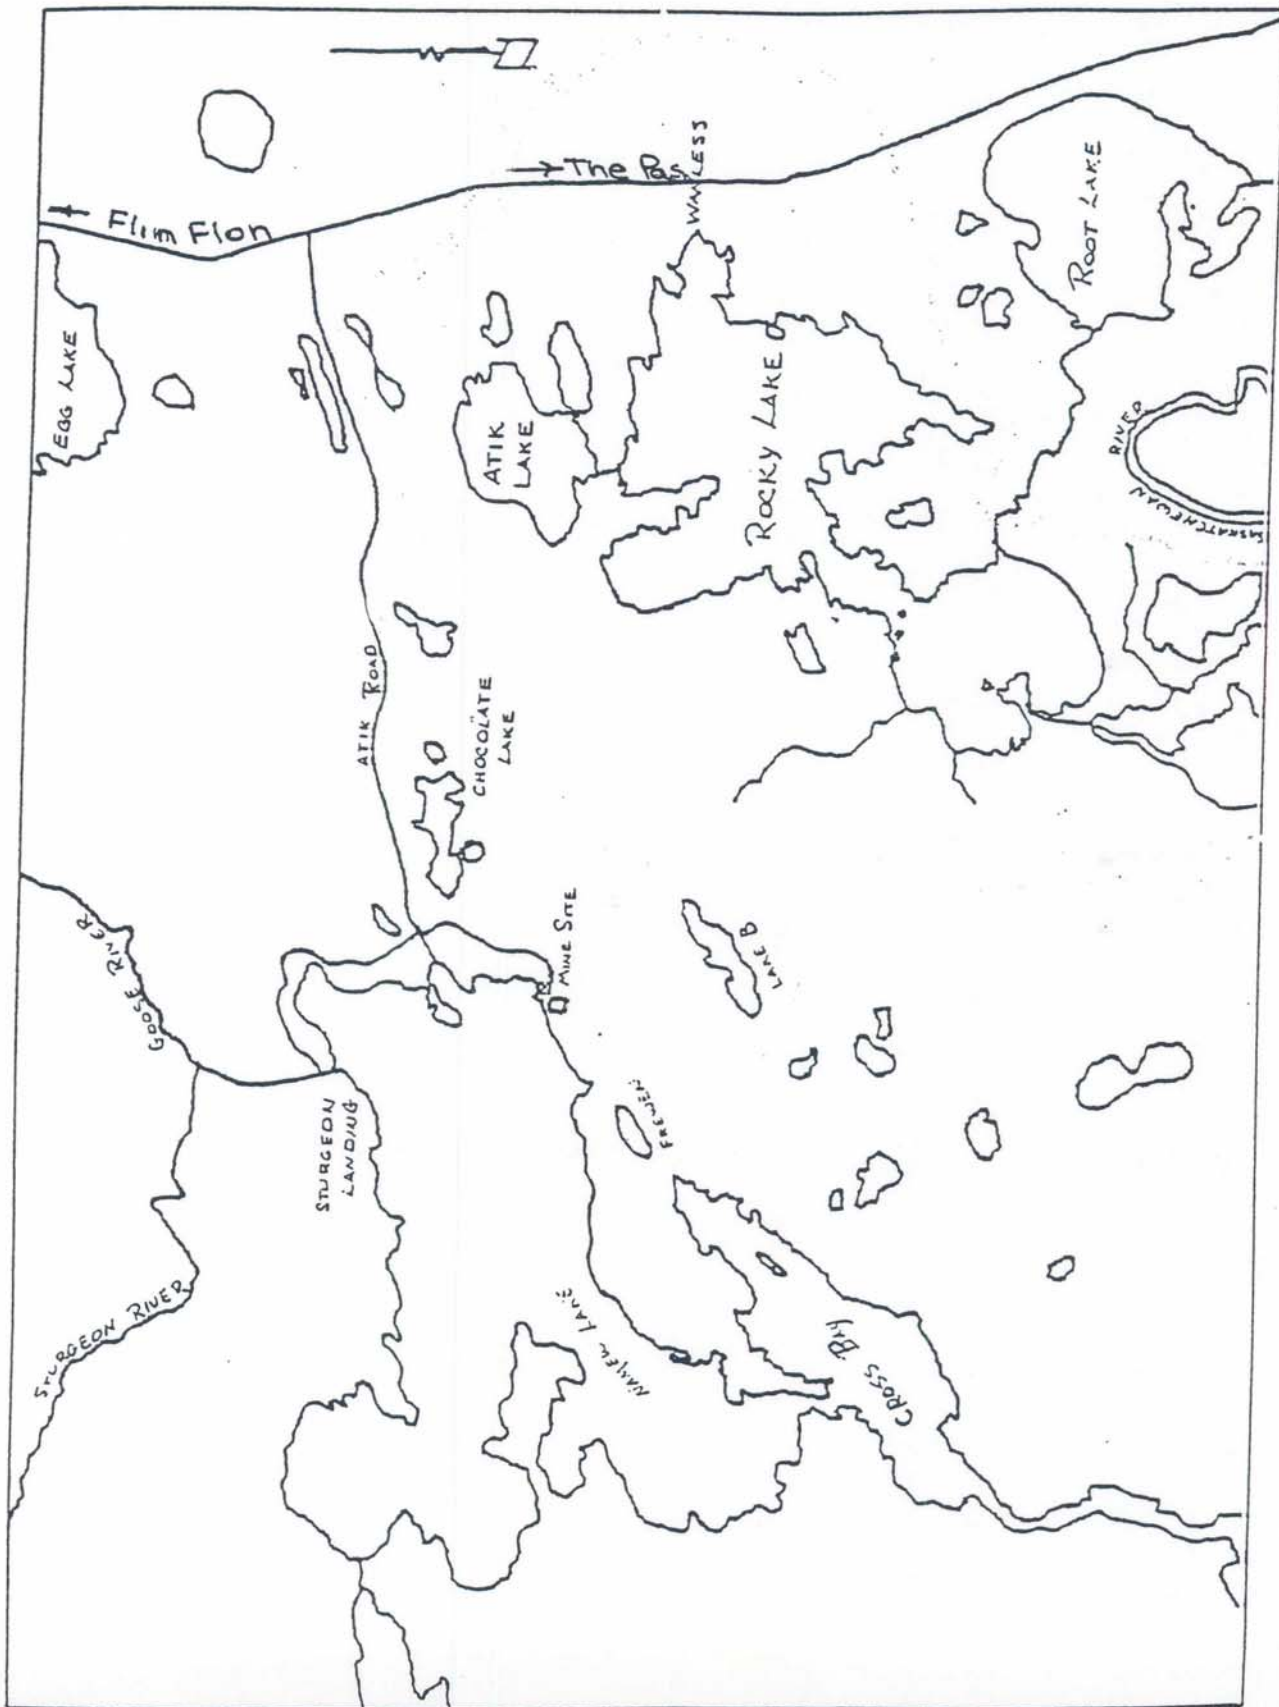 N
WANLESS
The Pas
Flim Flon
ROOT LAKE
EGG LAKE
ATIK
LAKE
ROCKY LAKE
SASKATCHEWAN
RIVER
ATIK ROAD
CHOCOLATE
LAKE
GOOSE RIVER
MINE SITE
LAKE B
STURGEON
LANDING
FREWEN
STURGEON RIVER
NAMEW LAKE
CROSS BAY